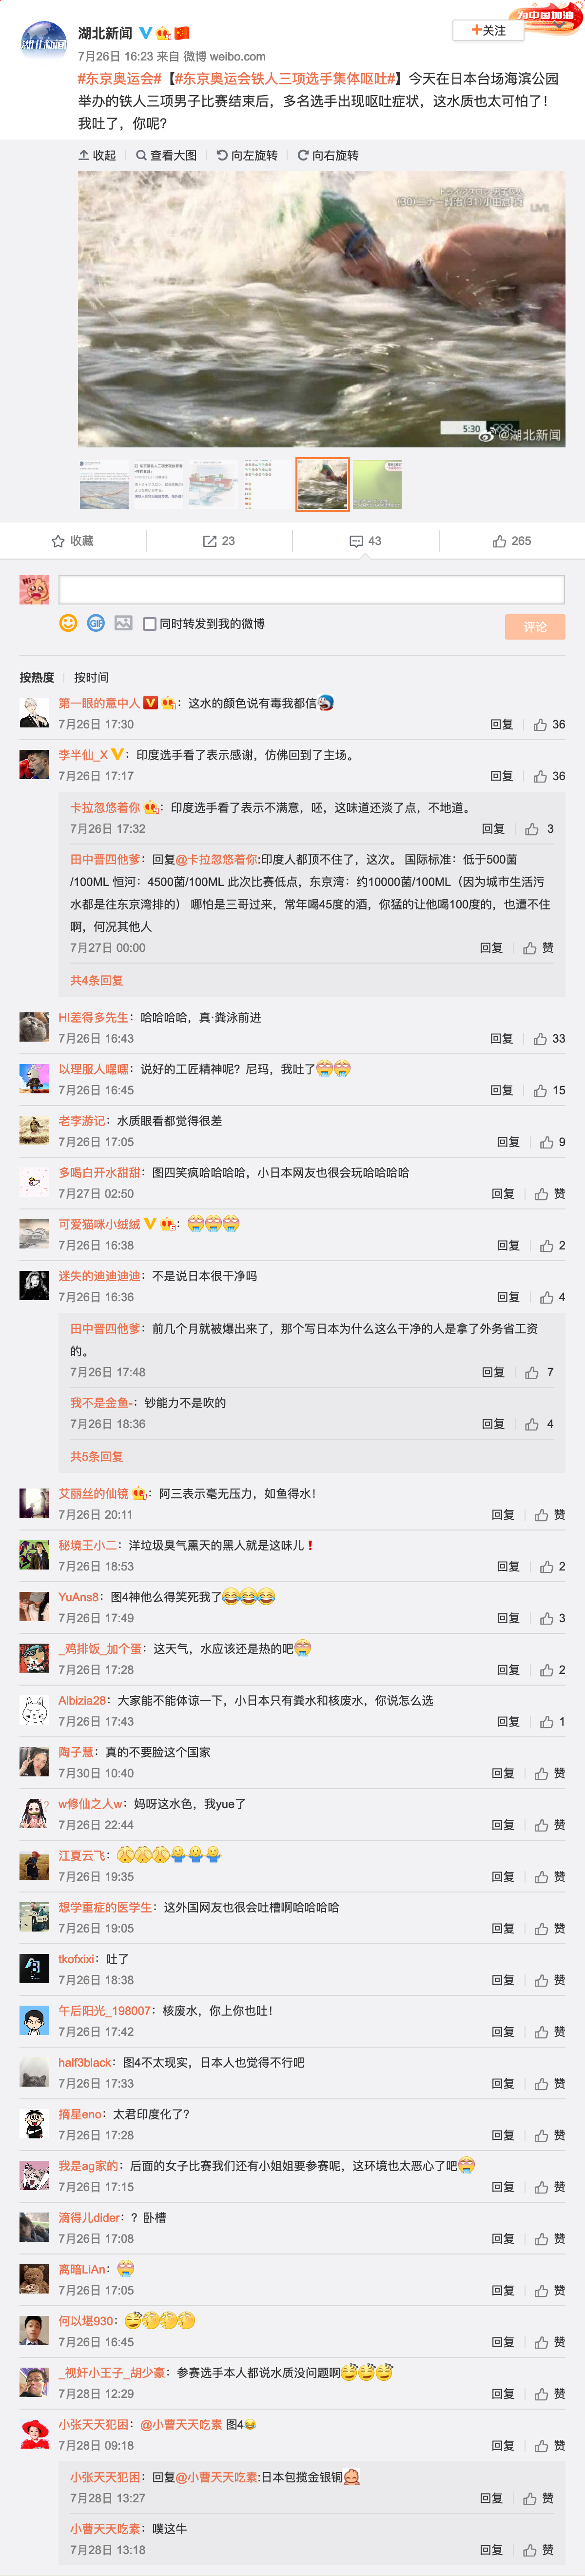 湖北新闻
为中国加油
+关注
7月26日 16:23 来自 微博 weibo.com
#东京奥运会#【#东京奥运会铁人三项选手集体呕吐#】今天在日本台场海滨公园
举办的铁人三项男子比赛结束后，多名选手出现呕吐症状，这水质也太可怕了！
我吐了，你呢？
收起 查看大图 向左旋转 向右旋转
LIVE
5:30
@湖北新闻
收藏 23 43 265
同时转发到我的微博
评论
按热度 按时间
第一眼的意中人：这水的颜色说有毒我都信
7月26日 17:30 回复 36
李半仙_X：印度选手看了表示感谢，仿佛回到了主场。
7月26日 17:17 回复 36
卡拉忽悠着你：印度选手看了表示不满意，呸，这味道还淡了点，不地道。
7月26日 17:32 回复 3
田中晋四他爹：回复@卡拉忽悠着你:印度人都顶不住了，这次。 国际标准：低于500菌
/100ML 恒河：4500菌/100ML 此次比赛低点，东京湾：约10000菌/100ML（因为城市生活污
水都是往东京湾排的） 哪怕是三哥过来，常年喝45度的酒，你猛的让他喝100度的，也遭不住
啊，何况其他人
7月27日 00:00 回复 赞
共4条回复
HI差得多先生：哈哈哈哈，真·粪泳前进
7月26日 16:43 回复 33
以理服人嘿嘿：说好的工匠精神呢？尼玛，我吐了
7月26日 16:45 回复 15
老李游记：水质眼看都觉得很差
7月26日 17:05 回复 9
多喝白开水甜甜：图四笑疯哈哈哈哈，小日本网友也很会玩哈哈哈哈
7月27日 02:50 回复 赞
可爱猫咪小绒绒：
7月26日 16:38 回复 2
迷失的迪迪迪迪：不是说日本很干净吗
7月26日 16:36 回复 4
田中晋四他爹：前几个月就被爆出来了，那个写日本为什么这么干净的人是拿了外务省工资
的。
7月26日 17:48 回复 7
我不是金鱼-：钞能力不是吹的
7月26日 18:36 回复 4
共5条回复
艾丽丝的仙镜：阿三表示毫无压力，如鱼得水！
7月26日 20:11 回复 赞
秘境王小二：洋垃圾臭气熏天的黑人就是这味儿❗
7月26日 18:53 回复 2
YuAns8：图4神他么得笑死我了
7月26日 17:49 回复 3
_鸡排饭_加个蛋：这天气，水应该还是热的吧
7月26日 17:28 回复 2
Albizia28：大家能不能体谅一下，小日本只有粪水和核废水，你说怎么选
7月26日 17:43 回复 1
陶子慧：真的不要脸这个国家
7月30日 10:40 回复 赞
w修仙之人w：妈呀这水色，我yue了
7月26日 22:44 回复 赞
江夏云飞：
7月26日 19:35 回复 赞
想学重症的医学生：这外国网友也很会吐槽啊哈哈哈哈
7月26日 19:05 回复 赞
tkofxixi：吐了
7月26日 18:38 回复 赞
午后阳光_198007：核废水，你上你也吐！
7月26日 17:42 回复 赞
half3black：图4不太现实，日本人也觉得不行吧
7月26日 17:33 回复 赞
摘星eno：太君印度化了？
7月26日 17:28 回复 赞
我是ag家的：后面的女子比赛我们还有小姐姐要参赛呢，这环境也太恶心了吧
7月26日 17:15 回复 赞
滴得儿dider：？卧槽
7月26日 17:08 回复 赞
离暗LiAn：
7月26日 17:05 回复 赞
何以堪930：
7月26日 16:45 回复 赞
_视奸小王子_胡少豪：参赛选手本人都说水质没问题啊
7月28日 12:29 回复 赞
小张天天犯困：@小曹天天吃素 图4
7月28日 09:18 回复 赞
小张天天犯困：回复@小曹天天吃素:日本包揽金银铜
7月28日 13:27 回复 赞
小曹天天吃素：噗这牛
7月28日 13:18 回复 赞